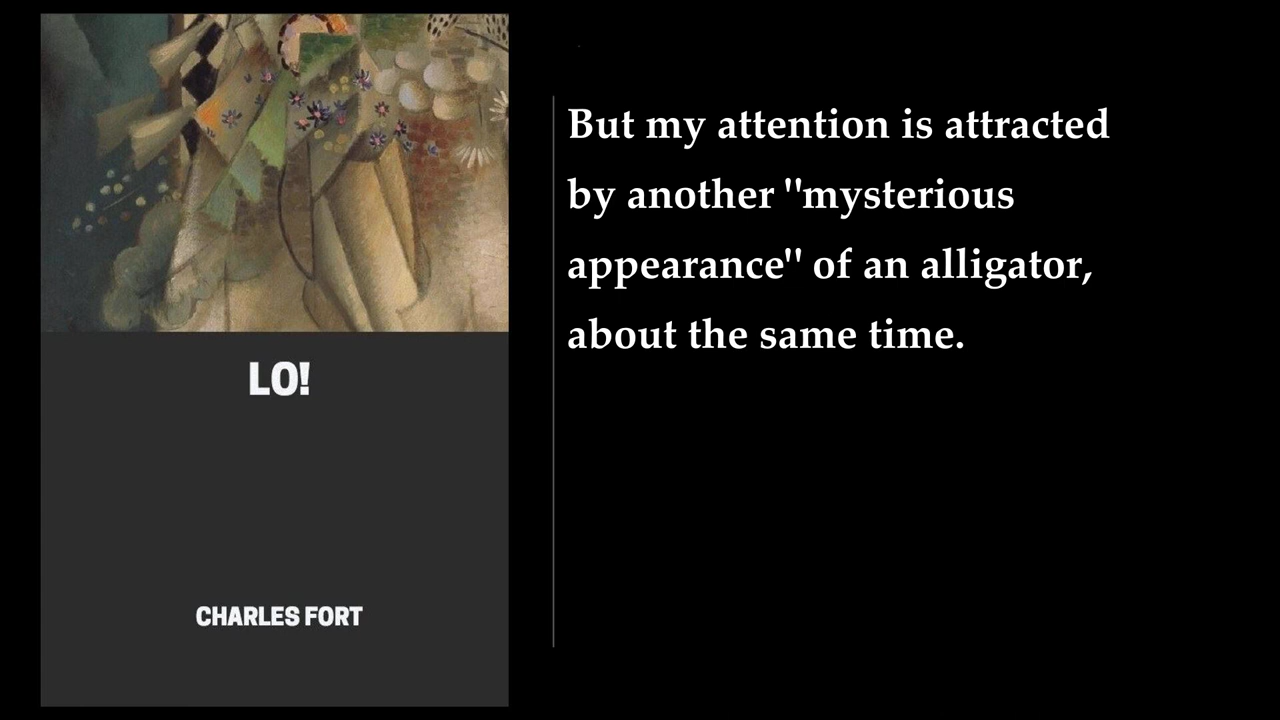 LO!
CHARLES FORT
But my attention is attracted
by another "mysterious
appearance" of an alligator,
about the same time.